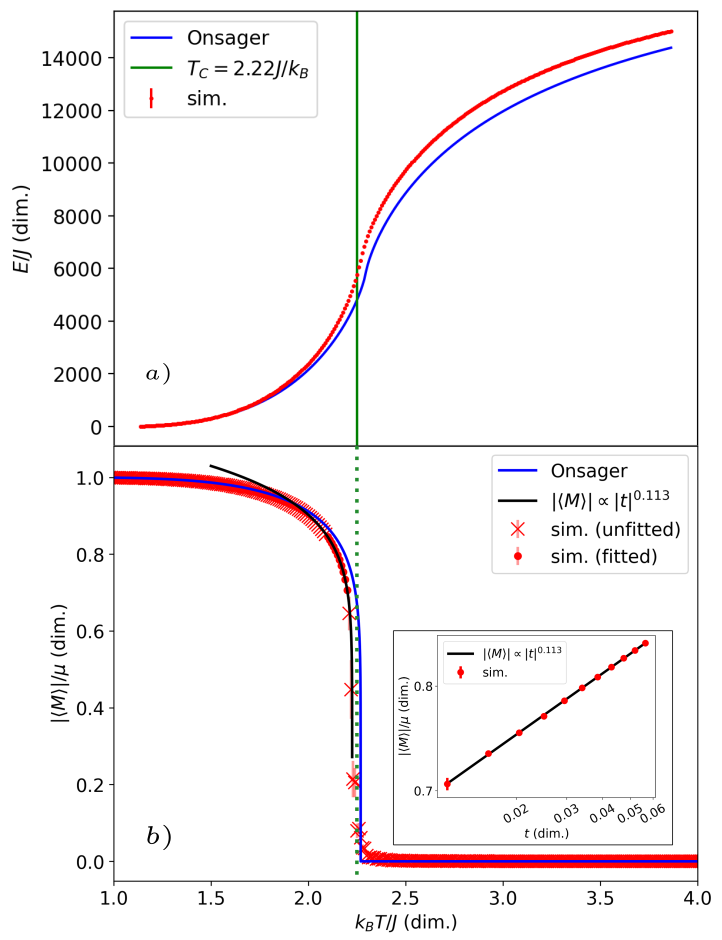 Onsager
T_C = 2.22J/k_B
sim.
14000
12000
10000
8000
6000
4000
2000
0
E/J (dim.)
a)
Onsager
|⟨M⟩| ∝ |t|^0.113
sim. (unfitted)
sim. (fitted)
1.0
0.8
0.6
0.4
0.2
0.0
|⟨M⟩|/μ (dim.)
b)
|⟨M⟩| ∝ |t|^0.113
sim.
0.8
0.7
|⟨M⟩|/μ (dim.)
0.02 0.03 0.04 0.05 0.06
t (dim.)
1.0 1.5 2.0 2.5 3.0 3.5 4.0
k_BT/J (dim.)